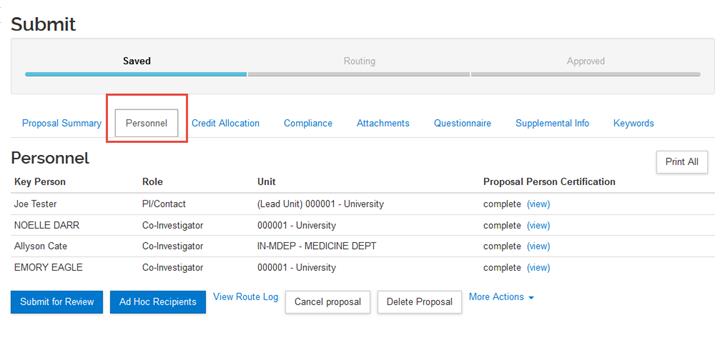 Submit
Saved Routing Approved
Proposal Summary Personnel Credit Allocation Compliance Attachments Questionnaire Supplemental Info Keywords
Personnel
Print All
Key Person Role Unit Proposal Person Certification
Joe Tester PI/Contact (Lead Unit) 000001 - University complete (view)
NOELLE DARR Co-Investigator 000001 - University complete (view)
Allyson Cate Co-Investigator IN-MDEP - MEDICINE DEPT complete (view)
EMORY EAGLE Co-Investigator 000001 - University complete (view)
Submit for Review Ad Hoc Recipients View Route Log Cancel proposal Delete Proposal More Actions